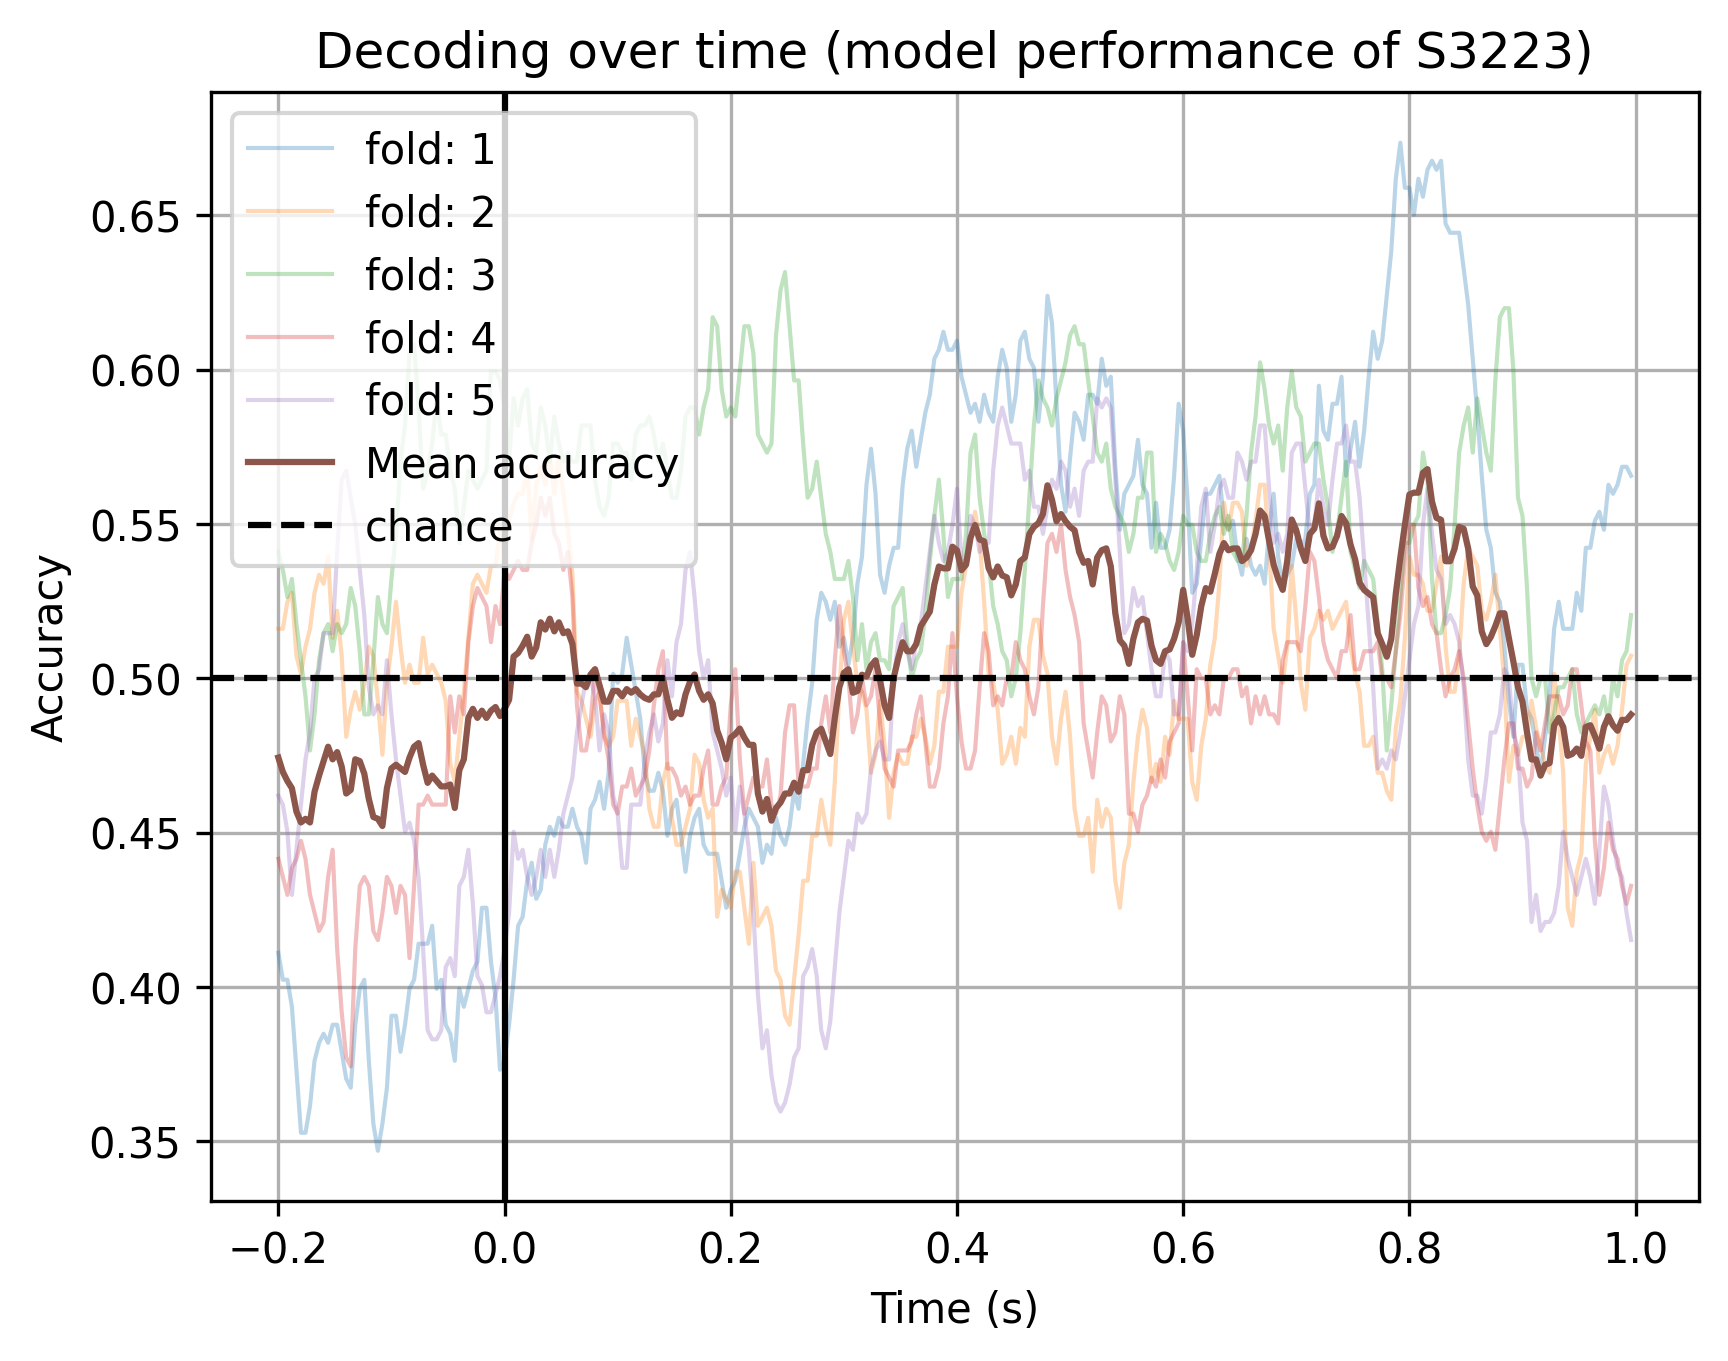 Decoding over time (model performance of S3223)
fold: 1
fold: 2
fold: 3
fold: 4
fold: 5
Mean accuracy
chance
Accuracy
0.65
0.60
0.55
0.50
0.45
0.40
0.35
−0.2
0.0
0.2
0.4
0.6
0.8
1.0
Time (s)